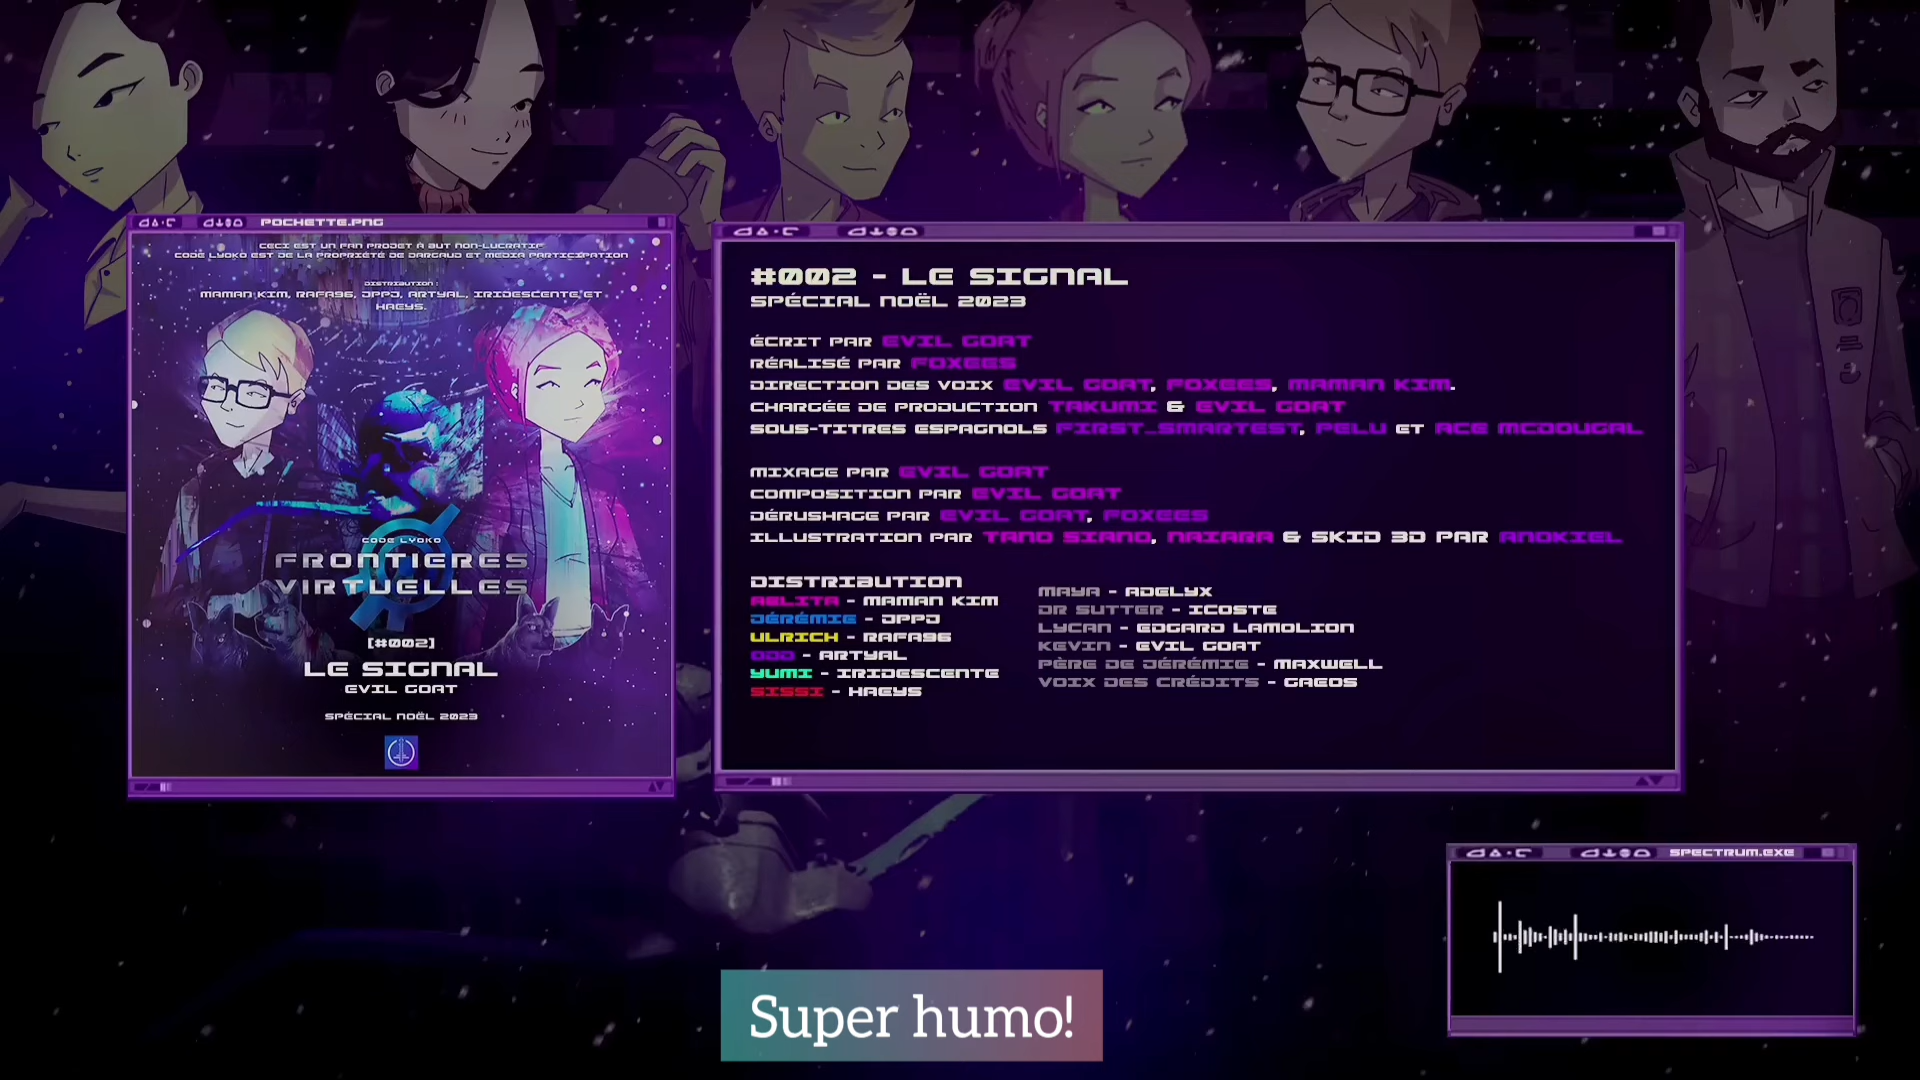 POCHETTE.PNG
CECI EST UN FAN PROJET À BUT NON-LUCRATIF
CODE LYOKO EST DE LA PROPRIÉTÉ DE DARGAUD ET MEDIA PARTICIPATION
DISTRIBUTION :
MAMAN KIM, RAFA96, JPPJ, ARTYAL, IRIDESCENTE ET
HAEYS.
CODE LYOKO
FRONTIERES
VIRTUELLES
[#002]
LE SIGNAL
EVIL GOAT
SPÉCIAL NOËL 2023
#002 - LE SIGNAL
SPÉCIAL NOËL 2023
ÉCRIT PAR EVIL GOAT
RÉALISÉ PAR FOXEES
DIRECTION DES VOIX EVIL GOAT, FOXEES, MAMAN KIM.
CHARGÉE DE PRODUCTION TAKUMI & EVIL GOAT
SOUS-TITRES ESPAGNOLS FIRST_SMARTEST, PELU ET ACE MCDOUGAL
MIXAGE PAR EVIL GOAT
COMPOSITION PAR EVIL GOAT
DÉRUSHAGE PAR EVIL GOAT, FOXEES
ILLUSTRATION PAR TANO SIANO, NAIARA & SKID 3D PAR ANOKIEL
DISTRIBUTION
AELITA - MAMAN KIM
JÉRÉMIE - JPPJ
ULRICH - RAFA96
ODD - ARTYAL
YUMI - IRIDESCENTE
SISSI - HAEYS
MAYA - ADELYX
DR SUTTER - ICOSTE
LYCAN - EDGARD LAMOLION
KEVIN - EVIL GOAT
PÈRE DE JÉRÉMIE - MAXWELL
VOIX DES CRÉDITS - GAEOS
SPECTRUM.EXE
Super humo!